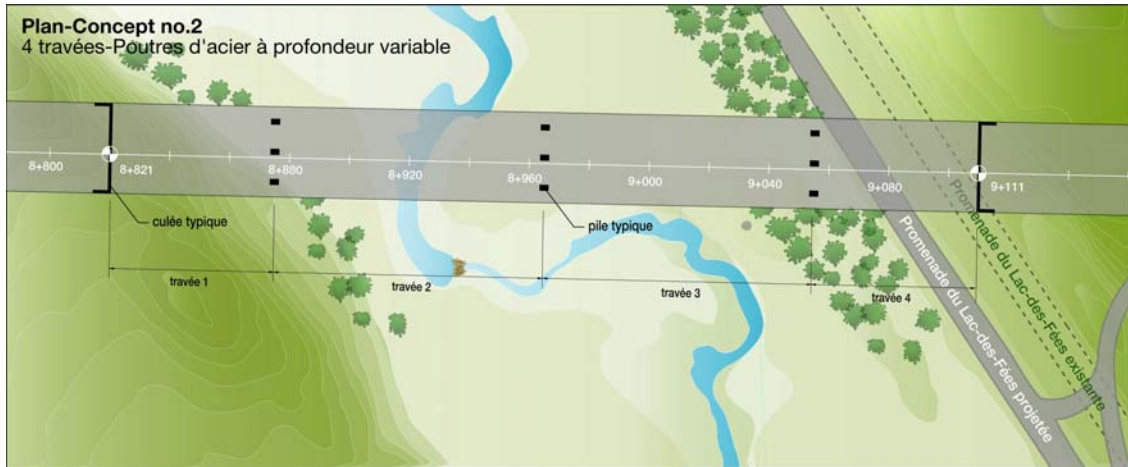 Plan-Concept no.2
4 travées-Poutres d'acier à profondeur variable
8+800
8+821
8+880
8+920
8+960
9+000
9+040
9+080
9+111
culée typique
pile typique
travée 1
travée 2
travée 3
travée 4
Promenade du Lac-des-Fées projetée
Promenade du Lac-des-Fées existante